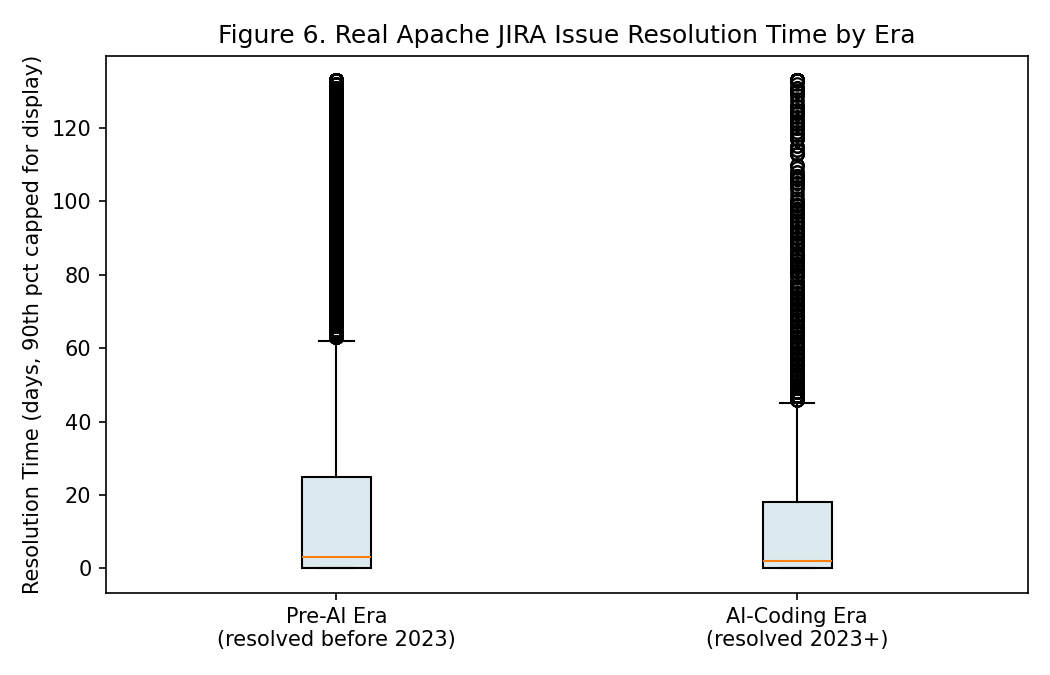 Figure 6. Real Apache JIRA Issue Resolution Time by Era
Resolution Time (days, 90th pct capped for display)
120
100
80
60
40
20
0
Pre-AI Era
(resolved before 2023)
AI-Coding Era
(resolved 2023+)